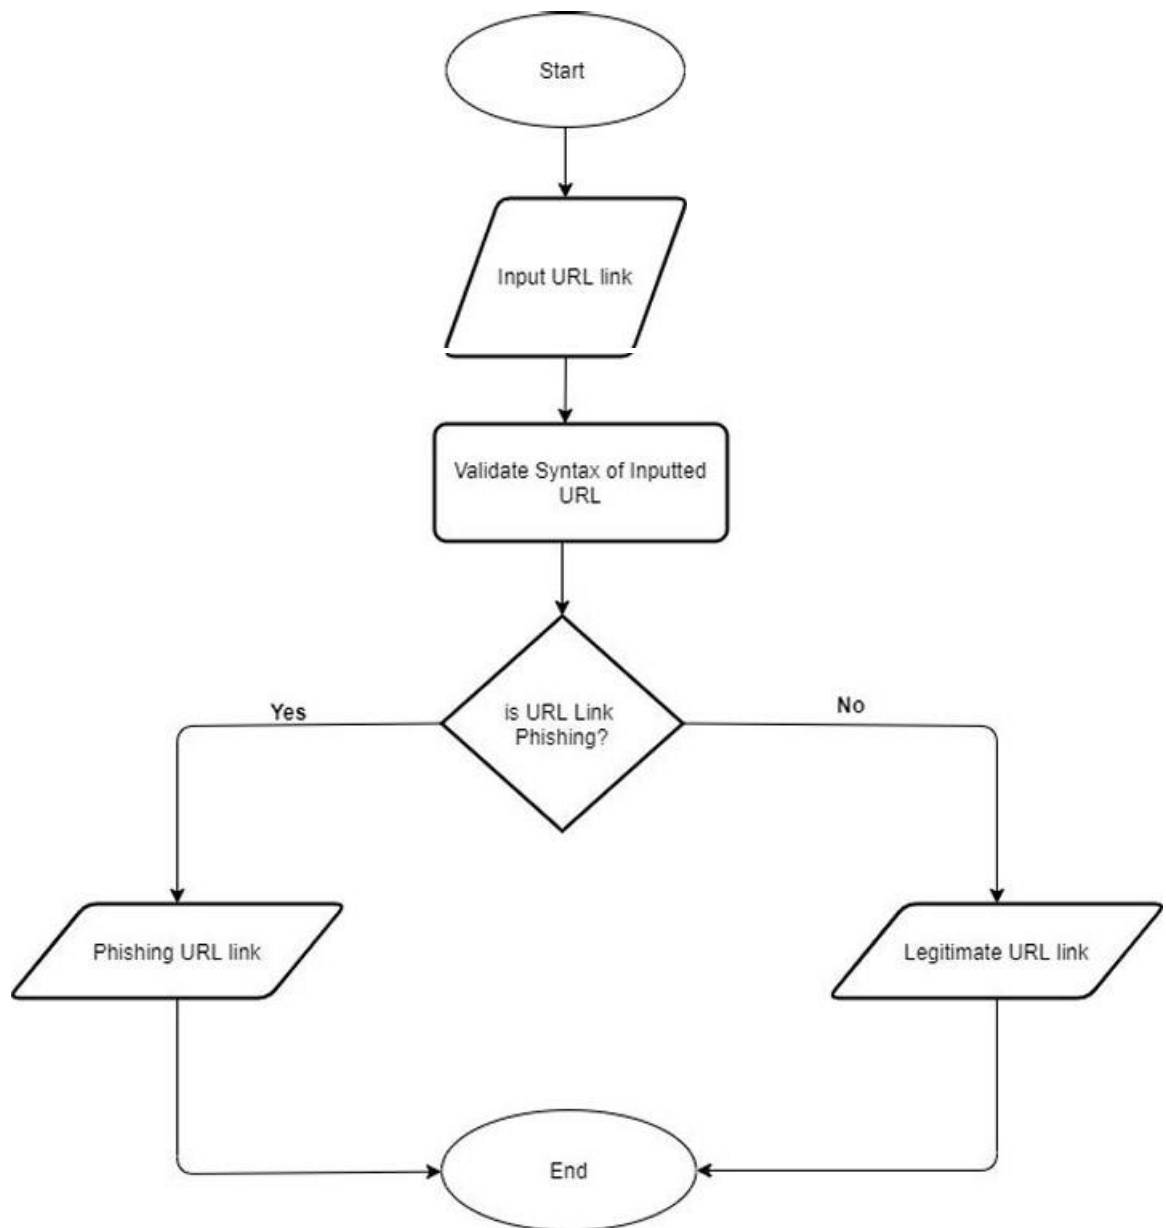 Start
Input URL link
Validate Syntax of Inputted
URL
is URL Link
Phishing?
Yes
No
Phishing URL link
Legitimate URL link
End